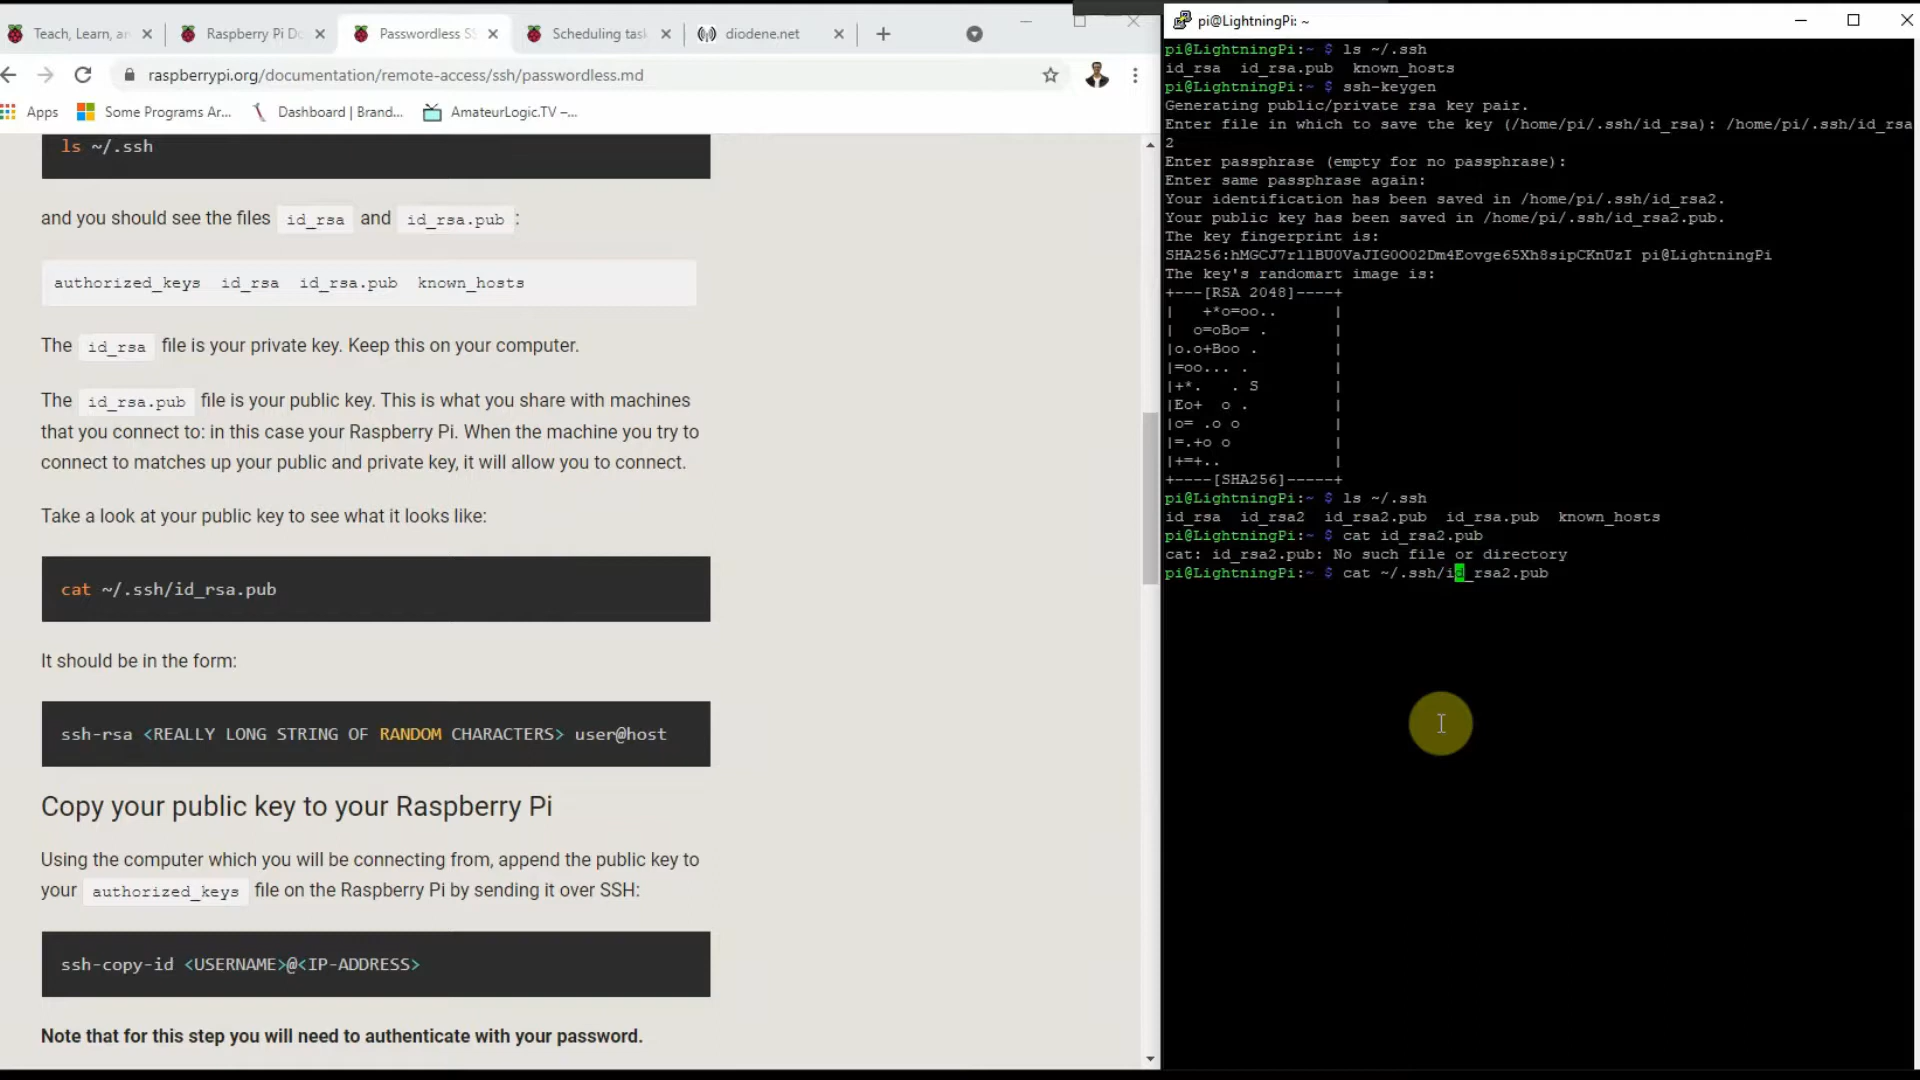 Teach, Learn, an
Raspberry Pi Do
Passwordless SS
Scheduling task
diodene.net
raspberrypi.org/documentation/remote-access/ssh/passwordless.md
Apps
Some Programs Ar...
Dashboard | Brand...
AmateurLogic.TV –...
ls ~/.ssh
and you should see the files id_rsa and id_rsa.pub :
authorized_keys id_rsa id_rsa.pub known_hosts
The id_rsa file is your private key. Keep this on your computer.
The id_rsa.pub file is your public key. This is what you share with machines
that you connect to: in this case your Raspberry Pi. When the machine you try to
connect to matches up your public and private key, it will allow you to connect.
Take a look at your public key to see what it looks like:
cat ~/.ssh/id_rsa.pub
It should be in the form:
ssh-rsa <REALLY LONG STRING OF RANDOM CHARACTERS> user@host
Copy your public key to your Raspberry Pi
Using the computer which you will be connecting from, append the public key to
your authorized_keys file on the Raspberry Pi by sending it over SSH:
ssh-copy-id <USERNAME>@<IP-ADDRESS>
Note that for this step you will need to authenticate with your password.
pi@LightningPi: ~
pi@LightningPi:~ $ ls ~/.ssh
id_rsa id_rsa.pub known_hosts
pi@LightningPi:~ $ ssh-keygen
Generating public/private rsa key pair.
Enter file in which to save the key (/home/pi/.ssh/id_rsa): /home/pi/.ssh/id_rsa
2
Enter passphrase (empty for no passphrase):
Enter same passphrase again:
Your identification has been saved in /home/pi/.ssh/id_rsa2.
Your public key has been saved in /home/pi/.ssh/id_rsa2.pub.
The key fingerprint is:
SHA256:hMGCJ7rllBU0VaJIG0OO2Dm4Eovge65Xh8sipCKnUzI pi@LightningPi
The key's randomart image is:
+---[RSA 2048]----+
|   +*o=oo..      |
|  o=oBo= .       |
|o.o+Boo .        |
|=oo... .         |
|+*.   . S        |
|Eo+  o .         |
|o= .o o          |
|=.+o o           |
|+=+..            |
+----[SHA256]-----+
pi@LightningPi:~ $ ls ~/.ssh
id_rsa id_rsa2 id_rsa2.pub id_rsa.pub known_hosts
pi@LightningPi:~ $ cat id_rsa2.pub
cat: id_rsa2.pub: No such file or directory
pi@LightningPi:~ $ cat ~/.ssh/id_rsa2.pub